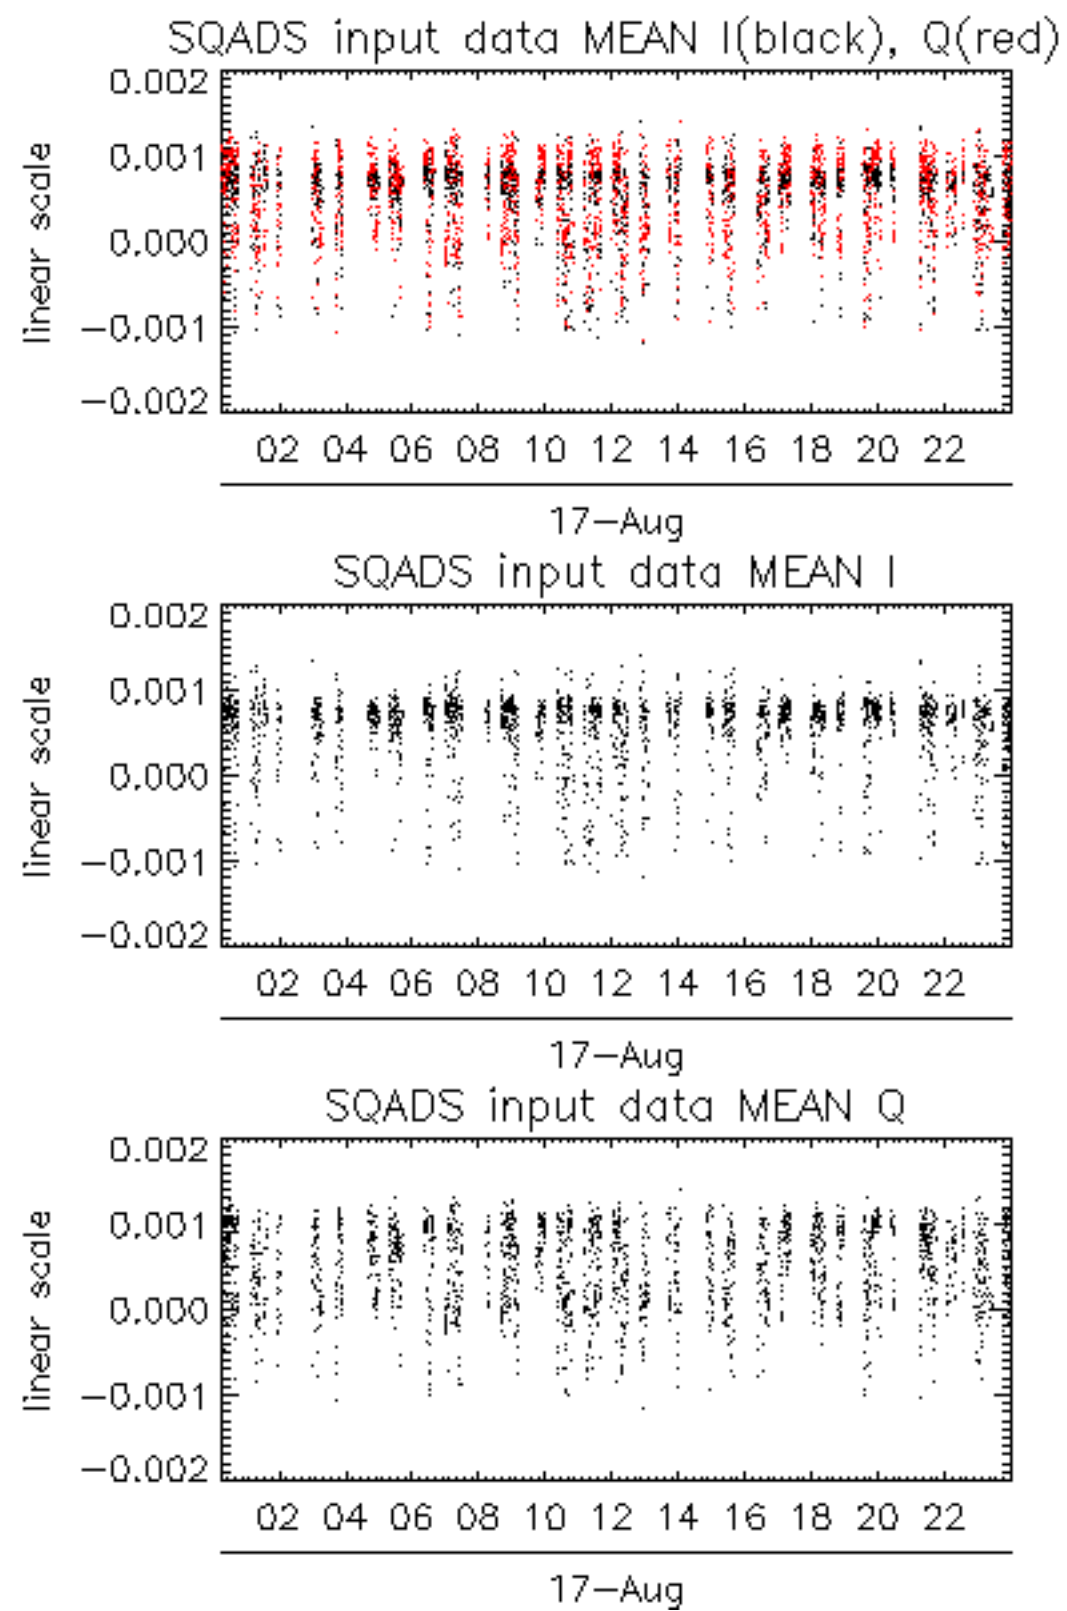 SQADS input data MEAN I(black), Q(red)
0.002
0.001
0.000
−0.001
−0.002
linear scale
02 04 06 08 10 12 14 16 18 20 22
17−Aug
SQADS input data MEAN I
0.002
0.001
0.000
−0.001
−0.002
linear scale
02 04 06 08 10 12 14 16 18 20 22
17−Aug
SQADS input data MEAN Q
0.002
0.001
0.000
−0.001
−0.002
linear scale
02 04 06 08 10 12 14 16 18 20 22
17−Aug